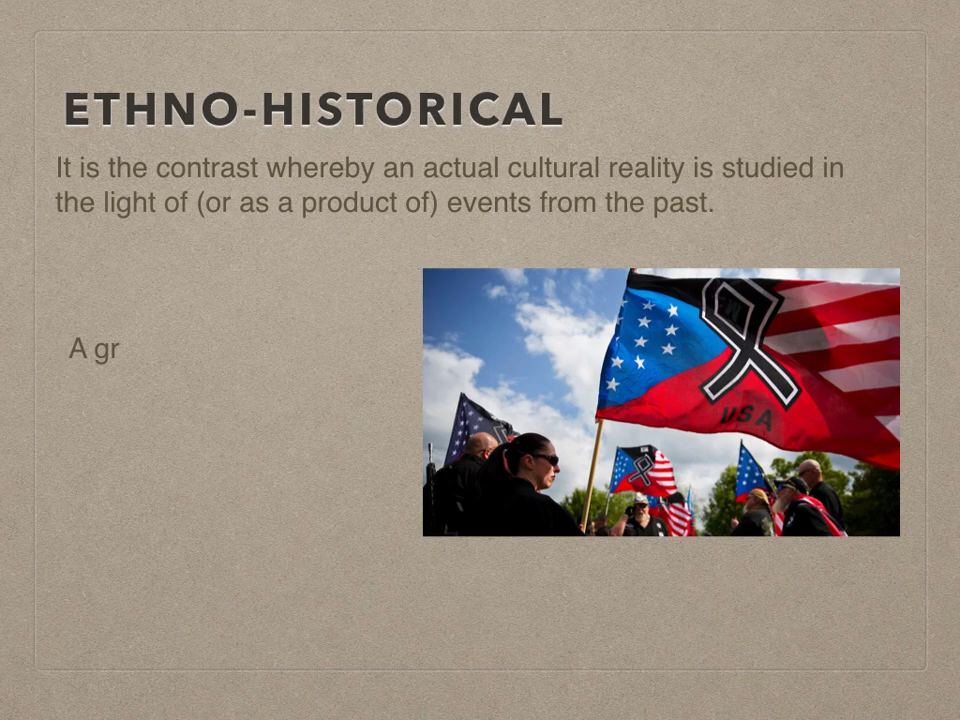 ETHNO-HISTORICAL
It is the contrast whereby an actual cultural reality is studied in
the light of (or as a product of) events from the past.
A gr
USA